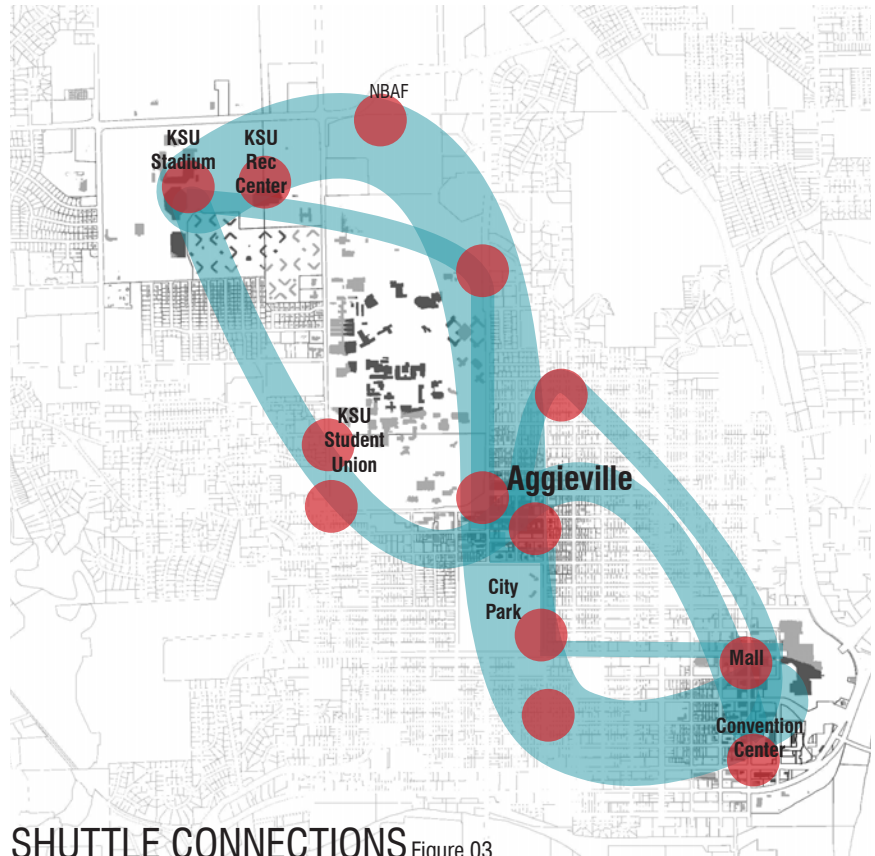 NBAF
KSU
Stadium
KSU
Rec
Center
KSU
Student
Union
Aggieville
City
Park
Mall
Convention
Center
SHUTTLE CONNECTIONS Figure 03